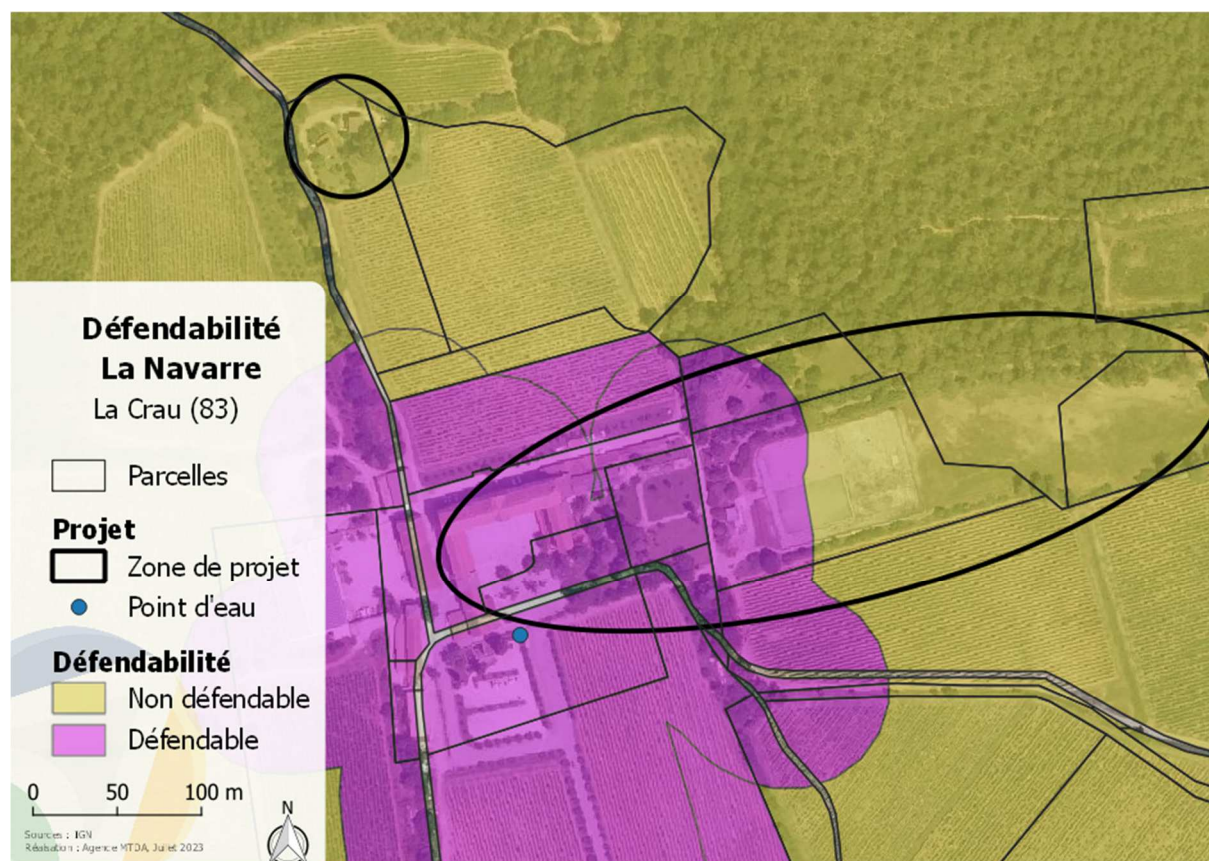 Défendabilité
La Navarre
La Crau (83)
Parcelles
Projet
Zone de projet
Point d'eau
Défendabilité
Non défendable
Défendable
0 50 100 m
N
Sources : IGN
Réalisation : Agence MTDA, Juillet 2023